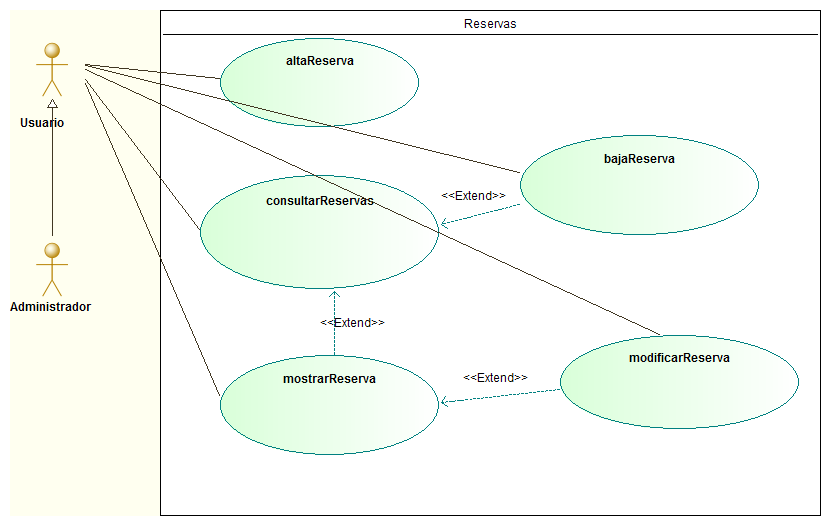 Reservas
altaReserva
Usuario
bajaReserva
<<Extend>>
consultarReservas
Administrador
<<Extend>>
modificarReserva
mostrarReserva
<<Extend>>